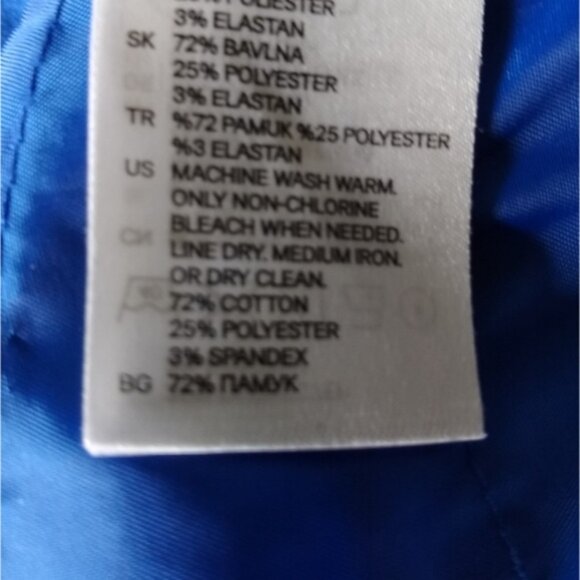 POLIESTER
3% ELASTAN
SK 72% BAVLNA
25% POLYESTER
3% ELASTAN
TR %72 PAMUK %25 POLYESTER
%3 ELASTAN
US MACHINE WASH WARM.
ONLY NON-CHLORINE
BLEACH WHEN NEEDED.
LINE DRY. MEDIUM IRON.
OR DRY CLEAN.
72% COTTON
25% POLYESTER
3% SPANDEX
BG 72% ПАМУК